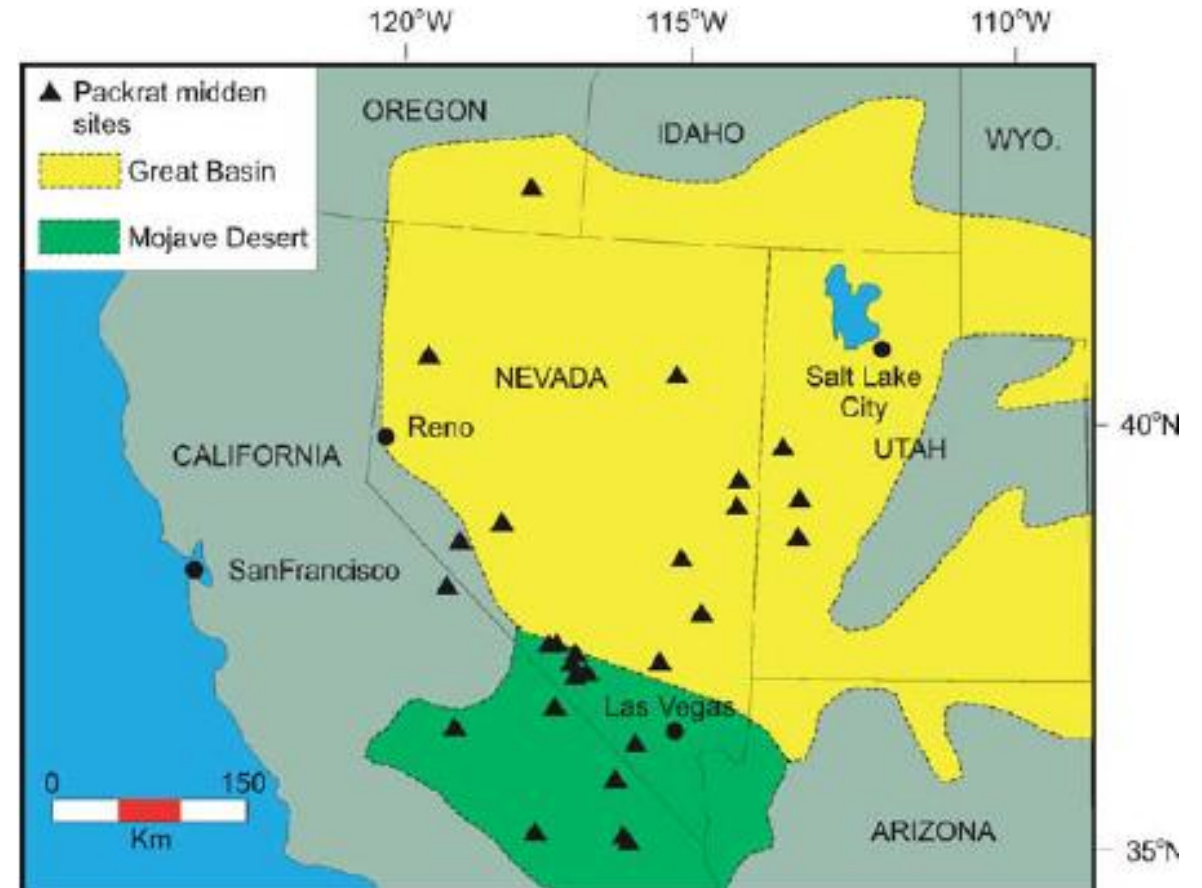 120°W 115°W 110°W
Packrat midden
sites
Great Basin
Mojave Desert
OREGON
IDAHO
WYO.
NEVADA
Salt Lake
City
UTAH
40°N
Reno
CALIFORNIA
SanFrancisco
Las Vegas
0 150
Km
ARIZONA
35°N